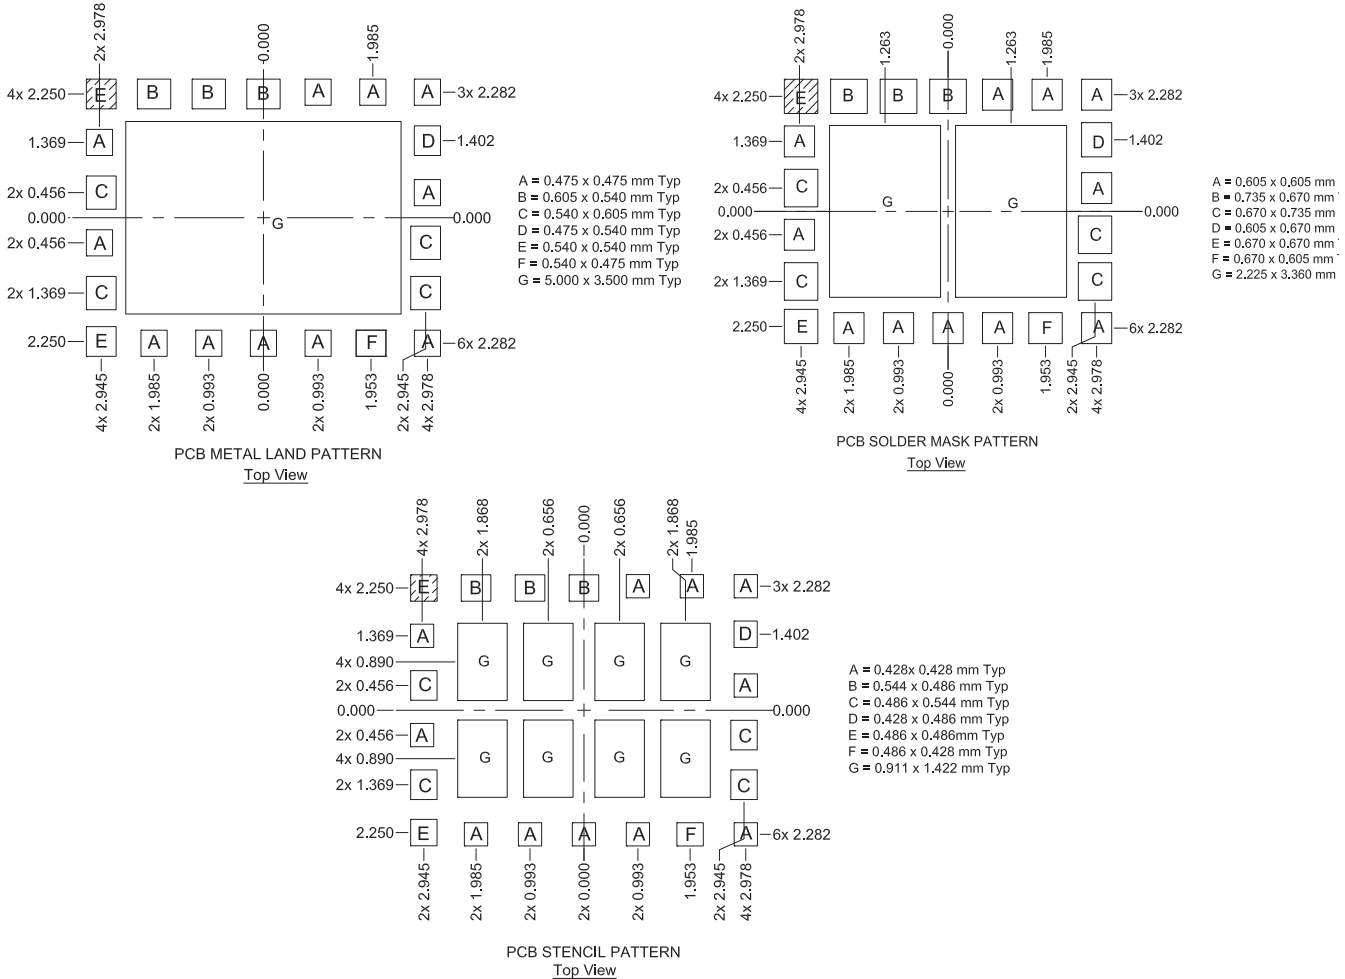 2x 2.978
0.000
1.985
4x 2.250
E
B
B
B
A
A
A
3x 2.282
1.369
A
D
1.402
2x 0.456
C
A
0.000
G
0.000
2x 0.456
A
C
2x 1.369
C
C
2.250
E
A
A
A
A
F
A
6x 2.282
4x 2.945
2x 1.985
2x 0.993
0.000
2x 0.993
1.953
2x 2.945
4x 2.978
A = 0.475 x 0.475 mm Typ
B = 0.605 x 0.540 mm Typ
C = 0.540 x 0.605 mm Typ
D = 0.475 x 0.540 mm Typ
E = 0.540 x 0.540 mm Typ
F = 0.540 x 0.475 mm Typ
G = 5.000 x 3.500 mm Typ
PCB METAL LAND PATTERN
Top View
2x 2.978
1.263
0.000
1.263
1.985
4x 2.250
E
B
B
B
A
A
A
3x 2.282
1.369
A
D
1.402
2x 0.456
C
G
G
A
0.000
0.000
2x 0.456
A
C
2x 1.369
C
C
2.250
E
A
A
A
A
F
A
6x 2.282
4x 2.945
2x 1.985
2x 0.993
0.000
2x 0.993
1.953
2x 2.945
4x 2.978
A = 0.605 x 0.605 mm
B = 0.735 x 0.670 mm
C = 0.670 x 0.735 mm
D = 0.605 x 0.670 mm
E = 0.670 x 0.670 mm
F = 0.670 x 0.605 mm
G = 2.225 x 3.360 mm
PCB SOLDER MASK PATTERN
Top View
4x 2.978
2x 1.868
2x 0.656
0.000
2x 0.656
2x 1.868
1.985
4x 2.250
E
B
B
B
A
A
A
3x 2.282
1.369
A
D
1.402
4x 0.890
G
G
G
G
2x 0.456
C
A
0.000
0.000
2x 0.456
A
C
4x 0.890
G
G
G
G
2x 1.369
C
C
2.250
E
A
A
A
A
F
A
6x 2.282
2x 2.945
2x 1.985
2x 0.993
2x 0.000
2x 0.993
1.953
2x 2.945
4x 2.978
A = 0.428x 0.428 mm Typ
B = 0.544 x 0.486 mm Typ
C = 0.486 x 0.544 mm Typ
D = 0.428 x 0.486 mm Typ
E = 0.486 x 0.486mm Typ
F = 0.486 x 0.428 mm Typ
G = 0.911 x 1.422 mm Typ
PCB STENCIL PATTERN
Top View